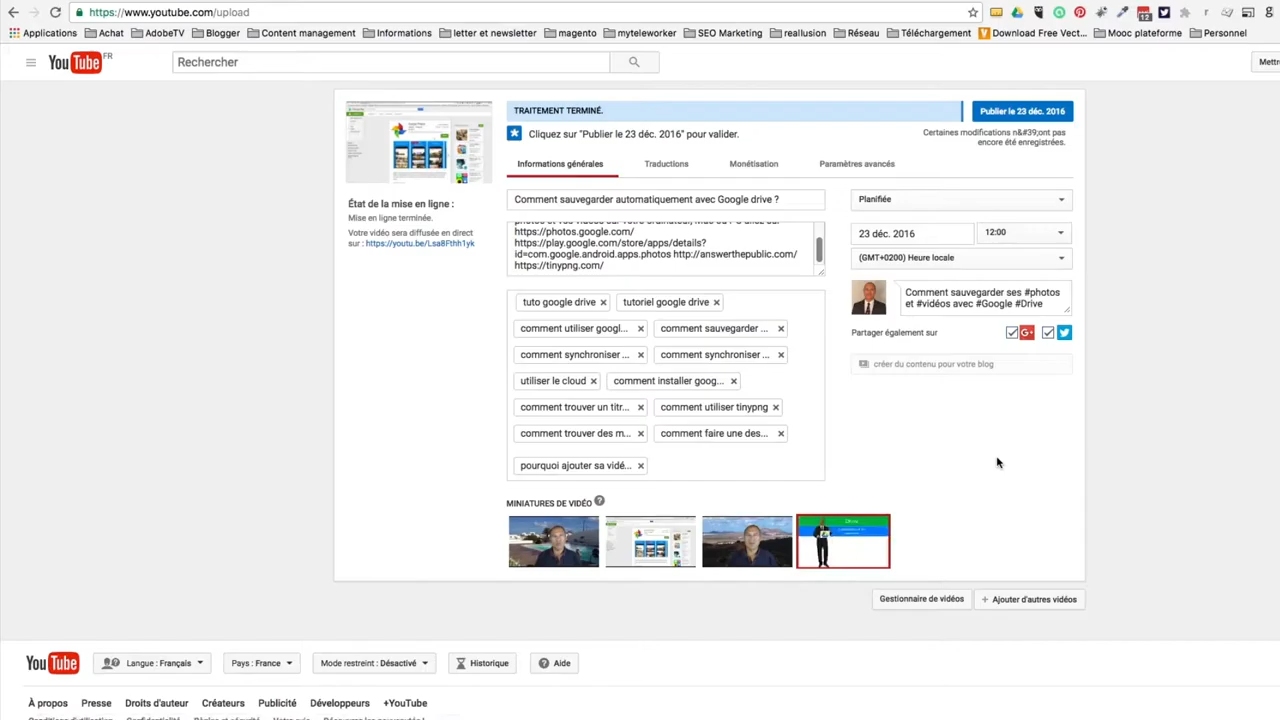 https://www.youtube.com/upload
Applications Achat AdobeTV Blogger Content management Informations letter et newsletter magento myteleworker SEO Marketing reallusion Réseau Téléchargement Download Free Vect... Mooc plateforme Personnel
12
YouTube FR
Rechercher
Mettre
TRAITEMENT TERMINÉ.
Publier le 23 déc. 2016
Cliquez sur "Publier le 23 déc. 2016" pour valider.
Certaines modifications n&#39;ont pas
encore été enregistrées.
Informations générales Traductions Monétisation Paramètres avancés
État de la mise en ligne :
Mise en ligne terminée.
Votre vidéo sera diffusée en direct
sur : https://youtu.be/Lsa8Fthh1yk
Comment sauvegarder automatiquement avec Google drive ?
https://photos.google.com/
https://play.google.com/store/apps/details?
id=com.google.android.apps.photos http://answerthepublic.com/
https://tinypng.com/
tuto google drive × tutoriel google drive ×
comment utiliser googl... × comment sauvegarder ... ×
comment synchroniser ... × comment synchroniser ... ×
utiliser le cloud × comment installer goog... ×
comment trouver un titr... × comment utiliser tinypng ×
comment trouver des m... × comment faire une des... ×
pourquoi ajouter sa vidé... ×
Planifiée
23 déc. 2016 12:00
(GMT+0200) Heure locale
Comment sauvegarder ses #photos
et #vidéos avec #Google #Drive
Partager également sur
créer du contenu pour votre blog
MINIATURES DE VIDÉO ?
Gestionnaire de vidéos + Ajouter d'autres vidéos
YouTube Langue : Français Pays : France Mode restreint : Désactivé Historique Aide
À propos Presse Droits d'auteur Créateurs Publicité Développeurs +YouTube